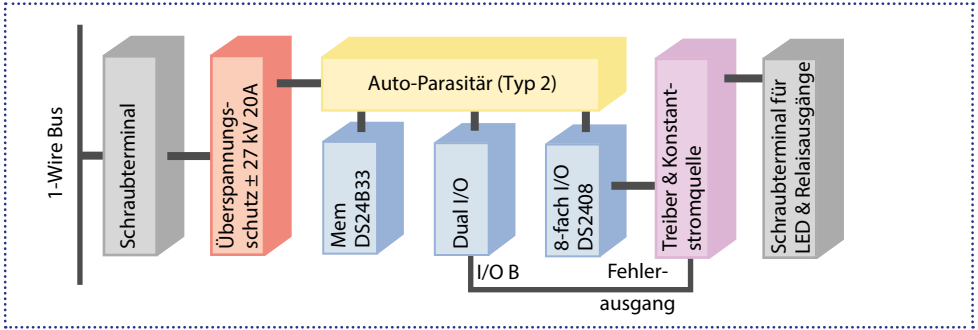 1-Wire Bus
Schraubterminal
Überspannungs-
schutz ± 27 kV 20A
Auto-Parasitär (Typ 2)
Mem
DS24B33
Dual I/O
8-fach I/O
DS2408
Treiber & Konstant-
stromquelle
Schraubterminal für
LED & Relaisausgänge
I/O B
Fehler-
ausgang